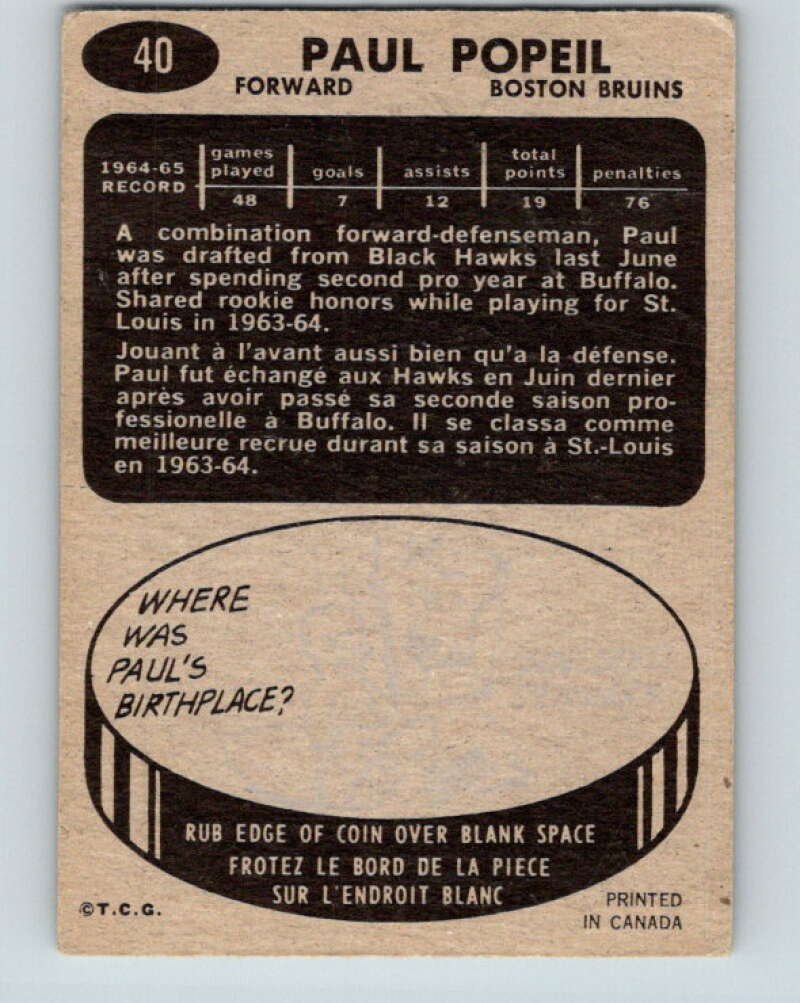 40
PAUL POPEIL
FORWARD BOSTON BRUINS
1964-65 RECORD
games played goals assists total points penalties
48 7 12 19 76
A combination forward-defenseman, Paul
was drafted from Black Hawks last June
after spending second pro year at Buffalo.
Shared rookie honors while playing for St.
Louis in 1963-64.
Jouant à l'avant aussi bien qu'a la défense.
Paul fut échangé aux Hawks en Juin dernier
après avoir passé sa seconde saison pro-
fessionelle à Buffalo. Il se classa comme
meilleure recrue durant sa saison à St.-Louis
en 1963-64.
WHERE
WAS
PAUL'S
BIRTHPLACE?
RUB EDGE OF COIN OVER BLANK SPACE
FROTEZ LE BORD DE LA PIECE
SUR L'ENDROIT BLANC
©T.C.G.
PRINTED
IN CANADA